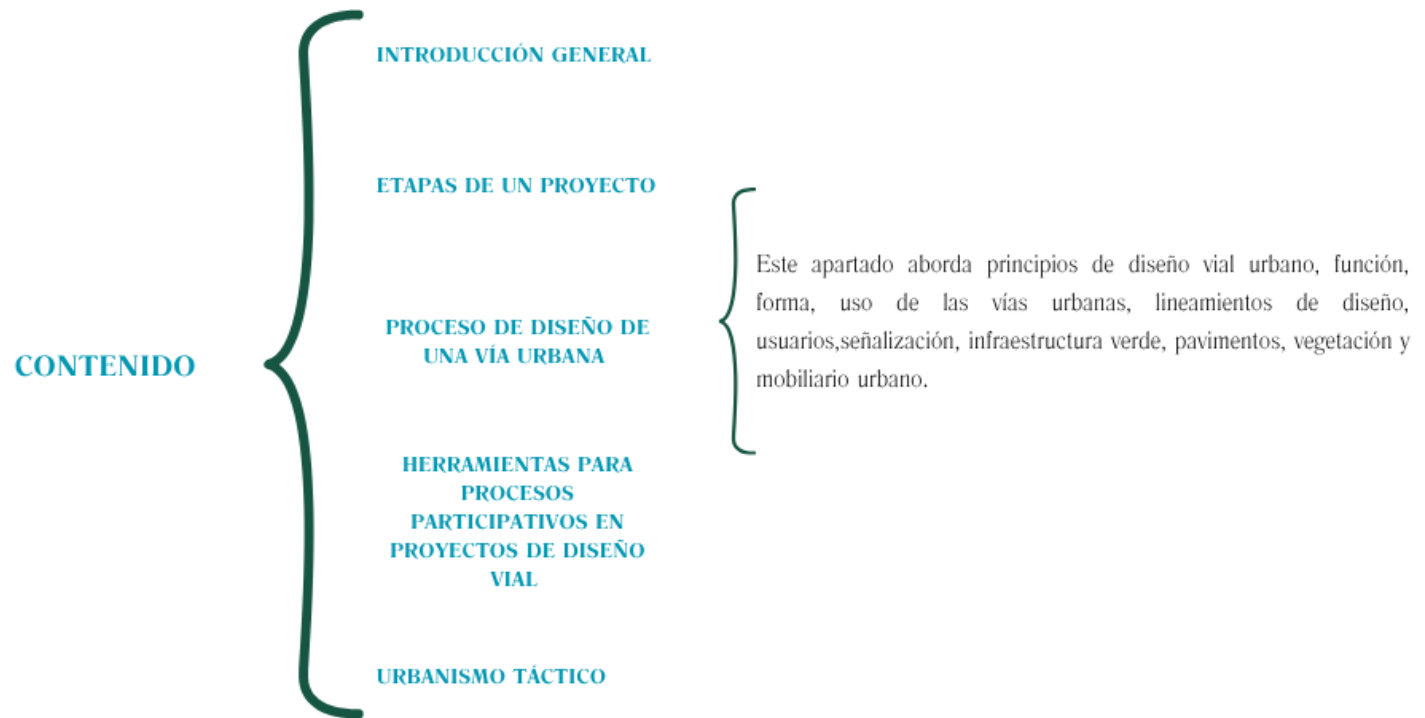 INTRODUCCIÓN GENERAL
ETAPAS DE UN PROYECTO
PROCESO DE DISEÑO DE
UNA VÍA URBANA
CONTENIDO
Este apartado aborda principios de diseño vial urbano, función,
forma, uso de las vías urbanas, lineamientos de diseño,
usuarios,señalización, infraestructura verde, pavimentos, vegetación y
mobiliario urbano.
HERRAMIENTAS PARA
PROCESOS
PARTICIPATIVOS EN
PROYECTOS DE DISEÑO
VIAL
URBANISMO TÁCTICO